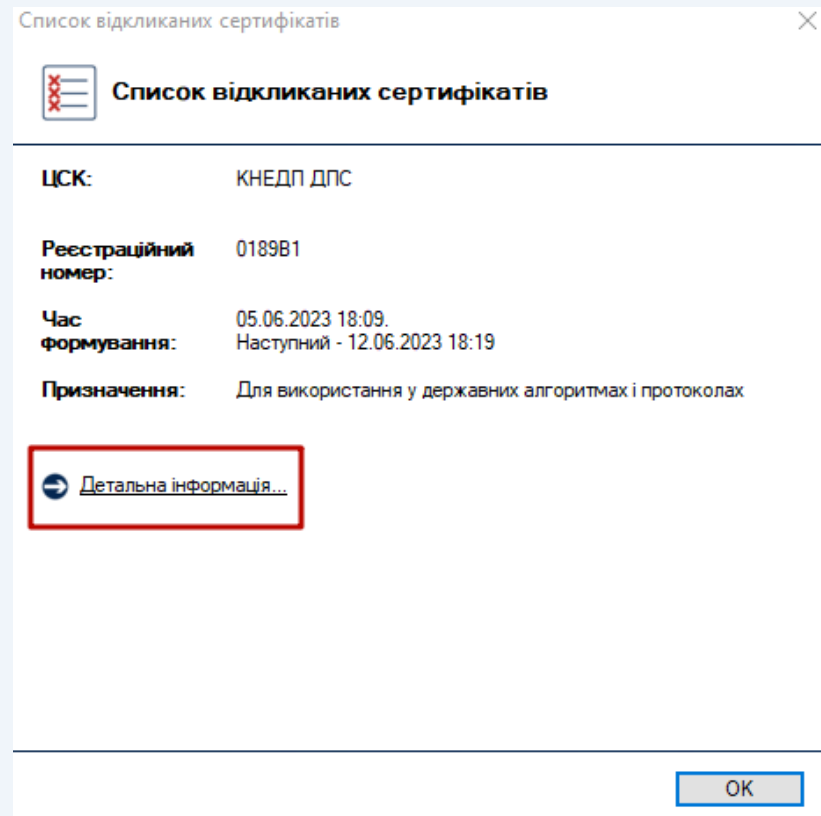 Список відкликаних сертифікатів
Список відкликаних сертифікатів
ЦСК: КНЕДП ДПС
Реєстраційний номер: 0189B1
Час формування: 05.06.2023 18:09.
Наступний - 12.06.2023 18:19
Призначення: Для використання у державних алгоритмах і протоколах
Детальна інформація...
OK